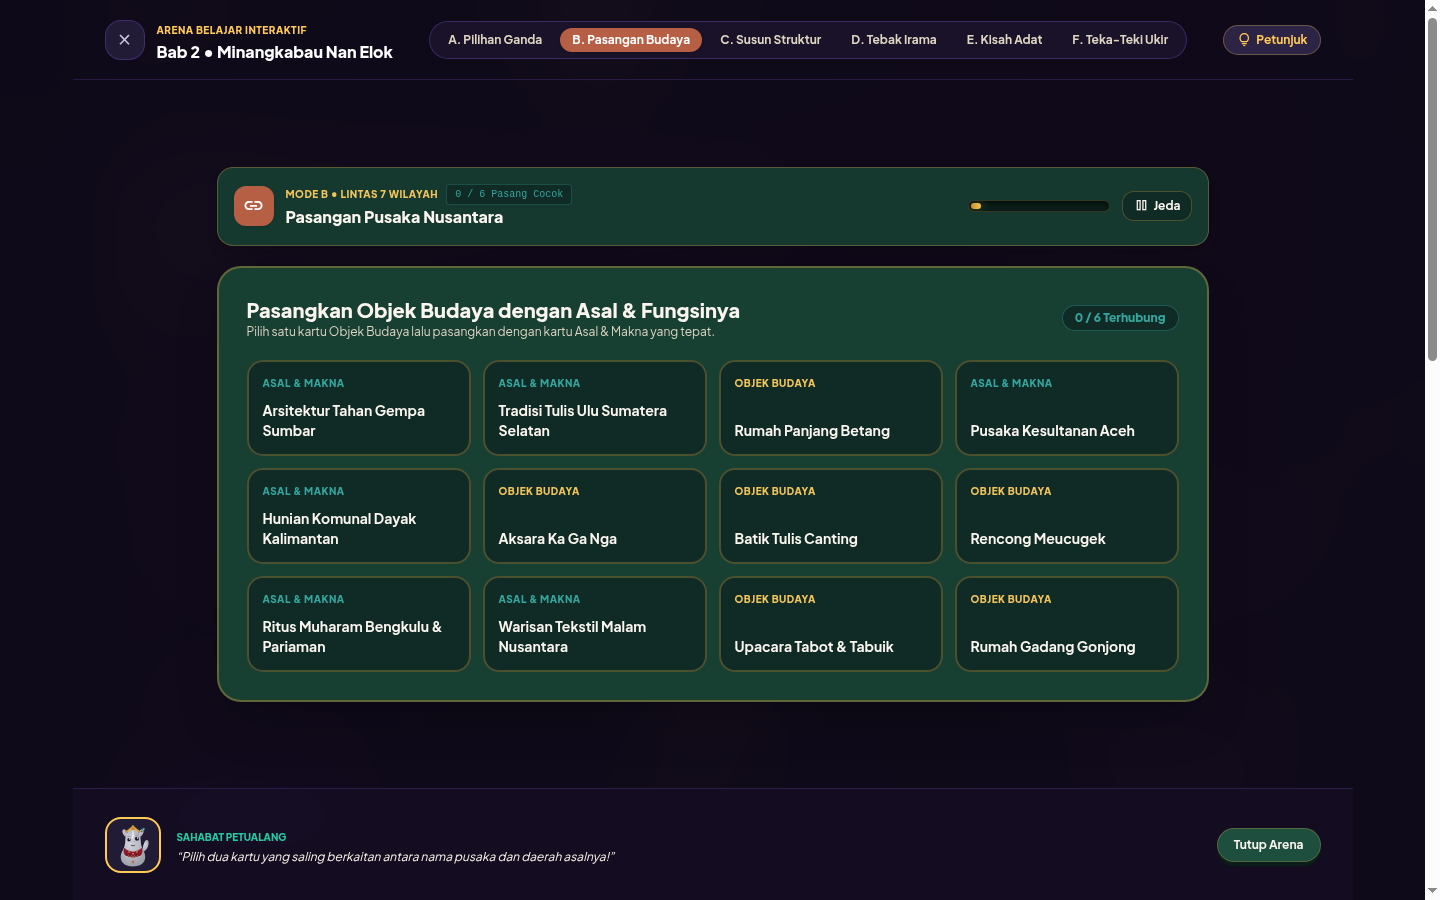 ARENA BELAJAR INTERAKTIF
Bab 2 • Minangkabau Nan Elok
A. Pilihan Ganda
B. Pasangan Budaya
C. Susun Struktur
D. Tebak Irama
E. Kisah Adat
F. Teka-Teki Ukir
Petunjuk
MODE B • LINTAS 7 WILAYAH
0 / 6 Pasang Cocok
Pasangan Pusaka Nusantara
Jeda
Pasangkan Objek Budaya dengan Asal & Fungsinya
Pilih satu kartu Objek Budaya lalu pasangkan dengan kartu Asal & Makna yang tepat.
0 / 6 Terhubung
ASAL & MAKNA
Arsitektur Tahan Gempa
Sumbar
ASAL & MAKNA
Tradisi Tulis Ulu Sumatera
Selatan
OBJEK BUDAYA
Rumah Panjang Betang
ASAL & MAKNA
Pusaka Kesultanan Aceh
ASAL & MAKNA
Hunian Komunal Dayak
Kalimantan
OBJEK BUDAYA
Aksara Ka Ga Nga
OBJEK BUDAYA
Batik Tulis Canting
OBJEK BUDAYA
Rencong Meucugek
ASAL & MAKNA
Ritus Muharam Bengkulu &
Pariaman
ASAL & MAKNA
Warisan Tekstil Malam
Nusantara
OBJEK BUDAYA
Upacara Tabot & Tabuik
OBJEK BUDAYA
Rumah Gadang Gonjong
SAHABAT PETUALANG
"Pilih dua kartu yang saling berkaitan antara nama pusaka dan daerah asalnya!"
Tutup Arena